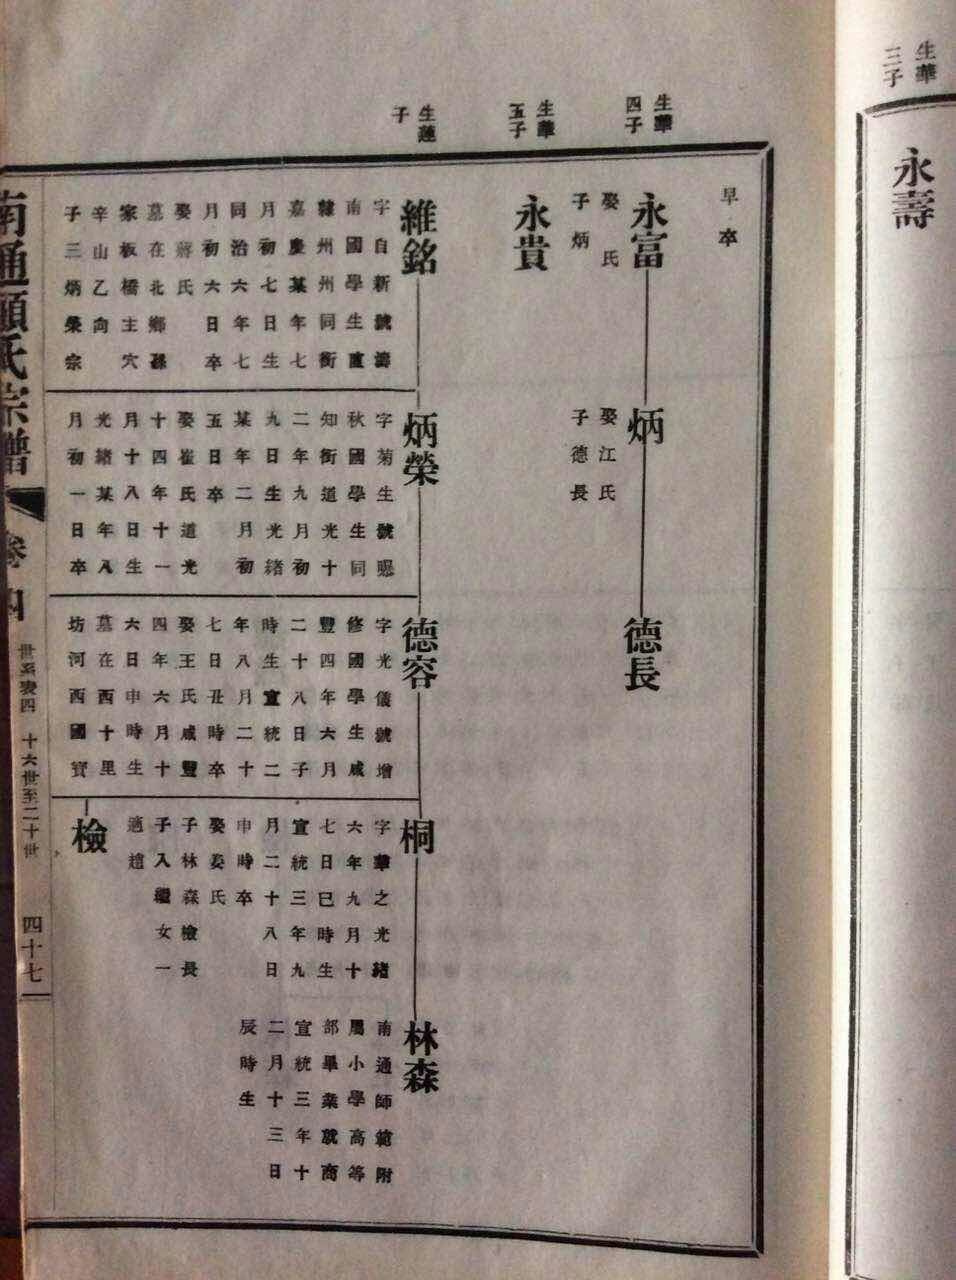 生華
三子
永壽
早卒
生華
四子
永富
娶　氏
子炳
炳
娶江氏
子德長
德長
生華
五子
永貴
生蓮
子
維銘
字自新號濤
南國學生直
隸州州同銜
嘉慶某年七
月初七日生
同治六年七
月初六日卒
娶蔣氏
墓在北鄉孫
家板橋主穴
辛山乙向
子三炳榮宗
炳榮
字菊生號
秋國學生同
知銜道光十
二年九月初
九日生光緒
某年二月初
五日卒
娶崔氏道光
十四年十一
月十八日生
光緒某年八
月初一日卒
德容
字光儀號增
修國學生咸
豐四年六月
二十八日子
時生宣統二
年八月二十
七日丑時卒
娶王氏咸豐
四年六月十
六日申時生
墓在西十里
坊河西國寶
桐
字華之光緒
六年九月十
七日巳時生
宣統三年九
月二十八日
申時卒
娶姜氏
子林森檢長
子入繼女一
適趙
林森
南通師範附
屬小學高等
部畢業就商
宣統三年十
二月十三日
辰時生
檢
南通顧氏宗譜
卷四
世系表四　十六世至二十世
四十七